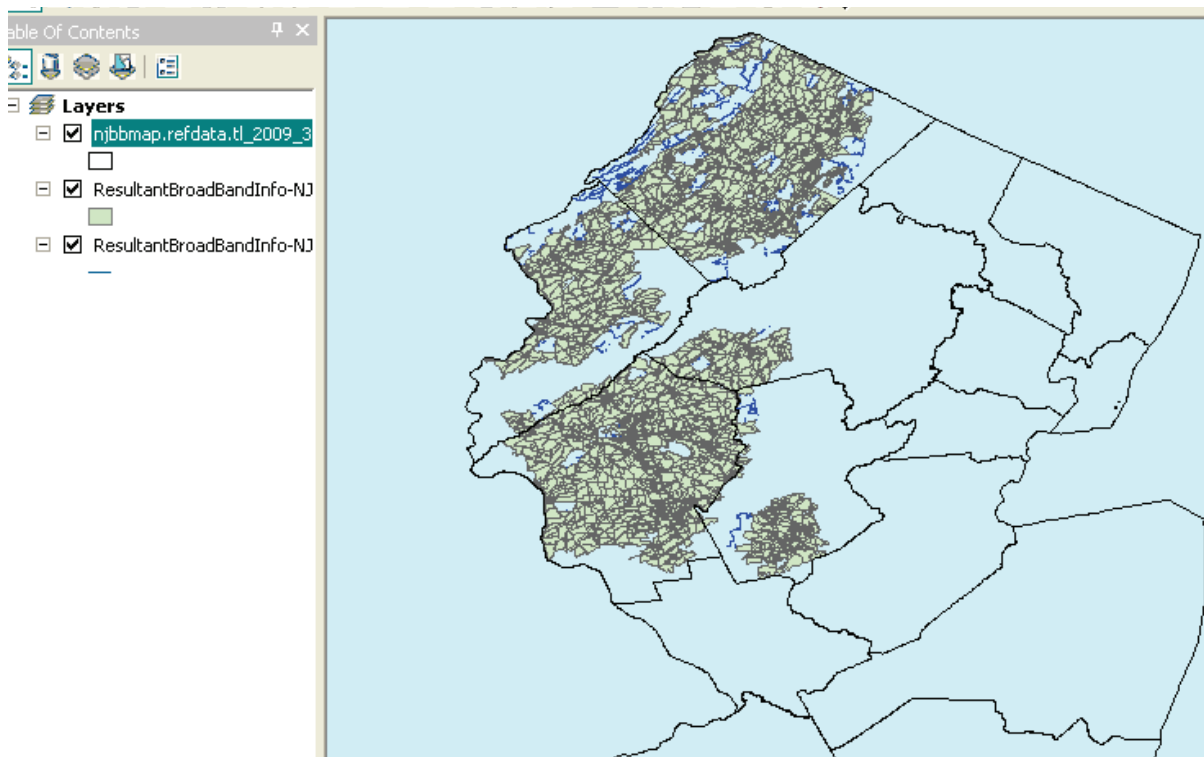 able Of Contents
Layers
njbbmap.refdata.tl_2009_3
ResultantBroadBandInfo-NJ
ResultantBroadBandInfo-NJ